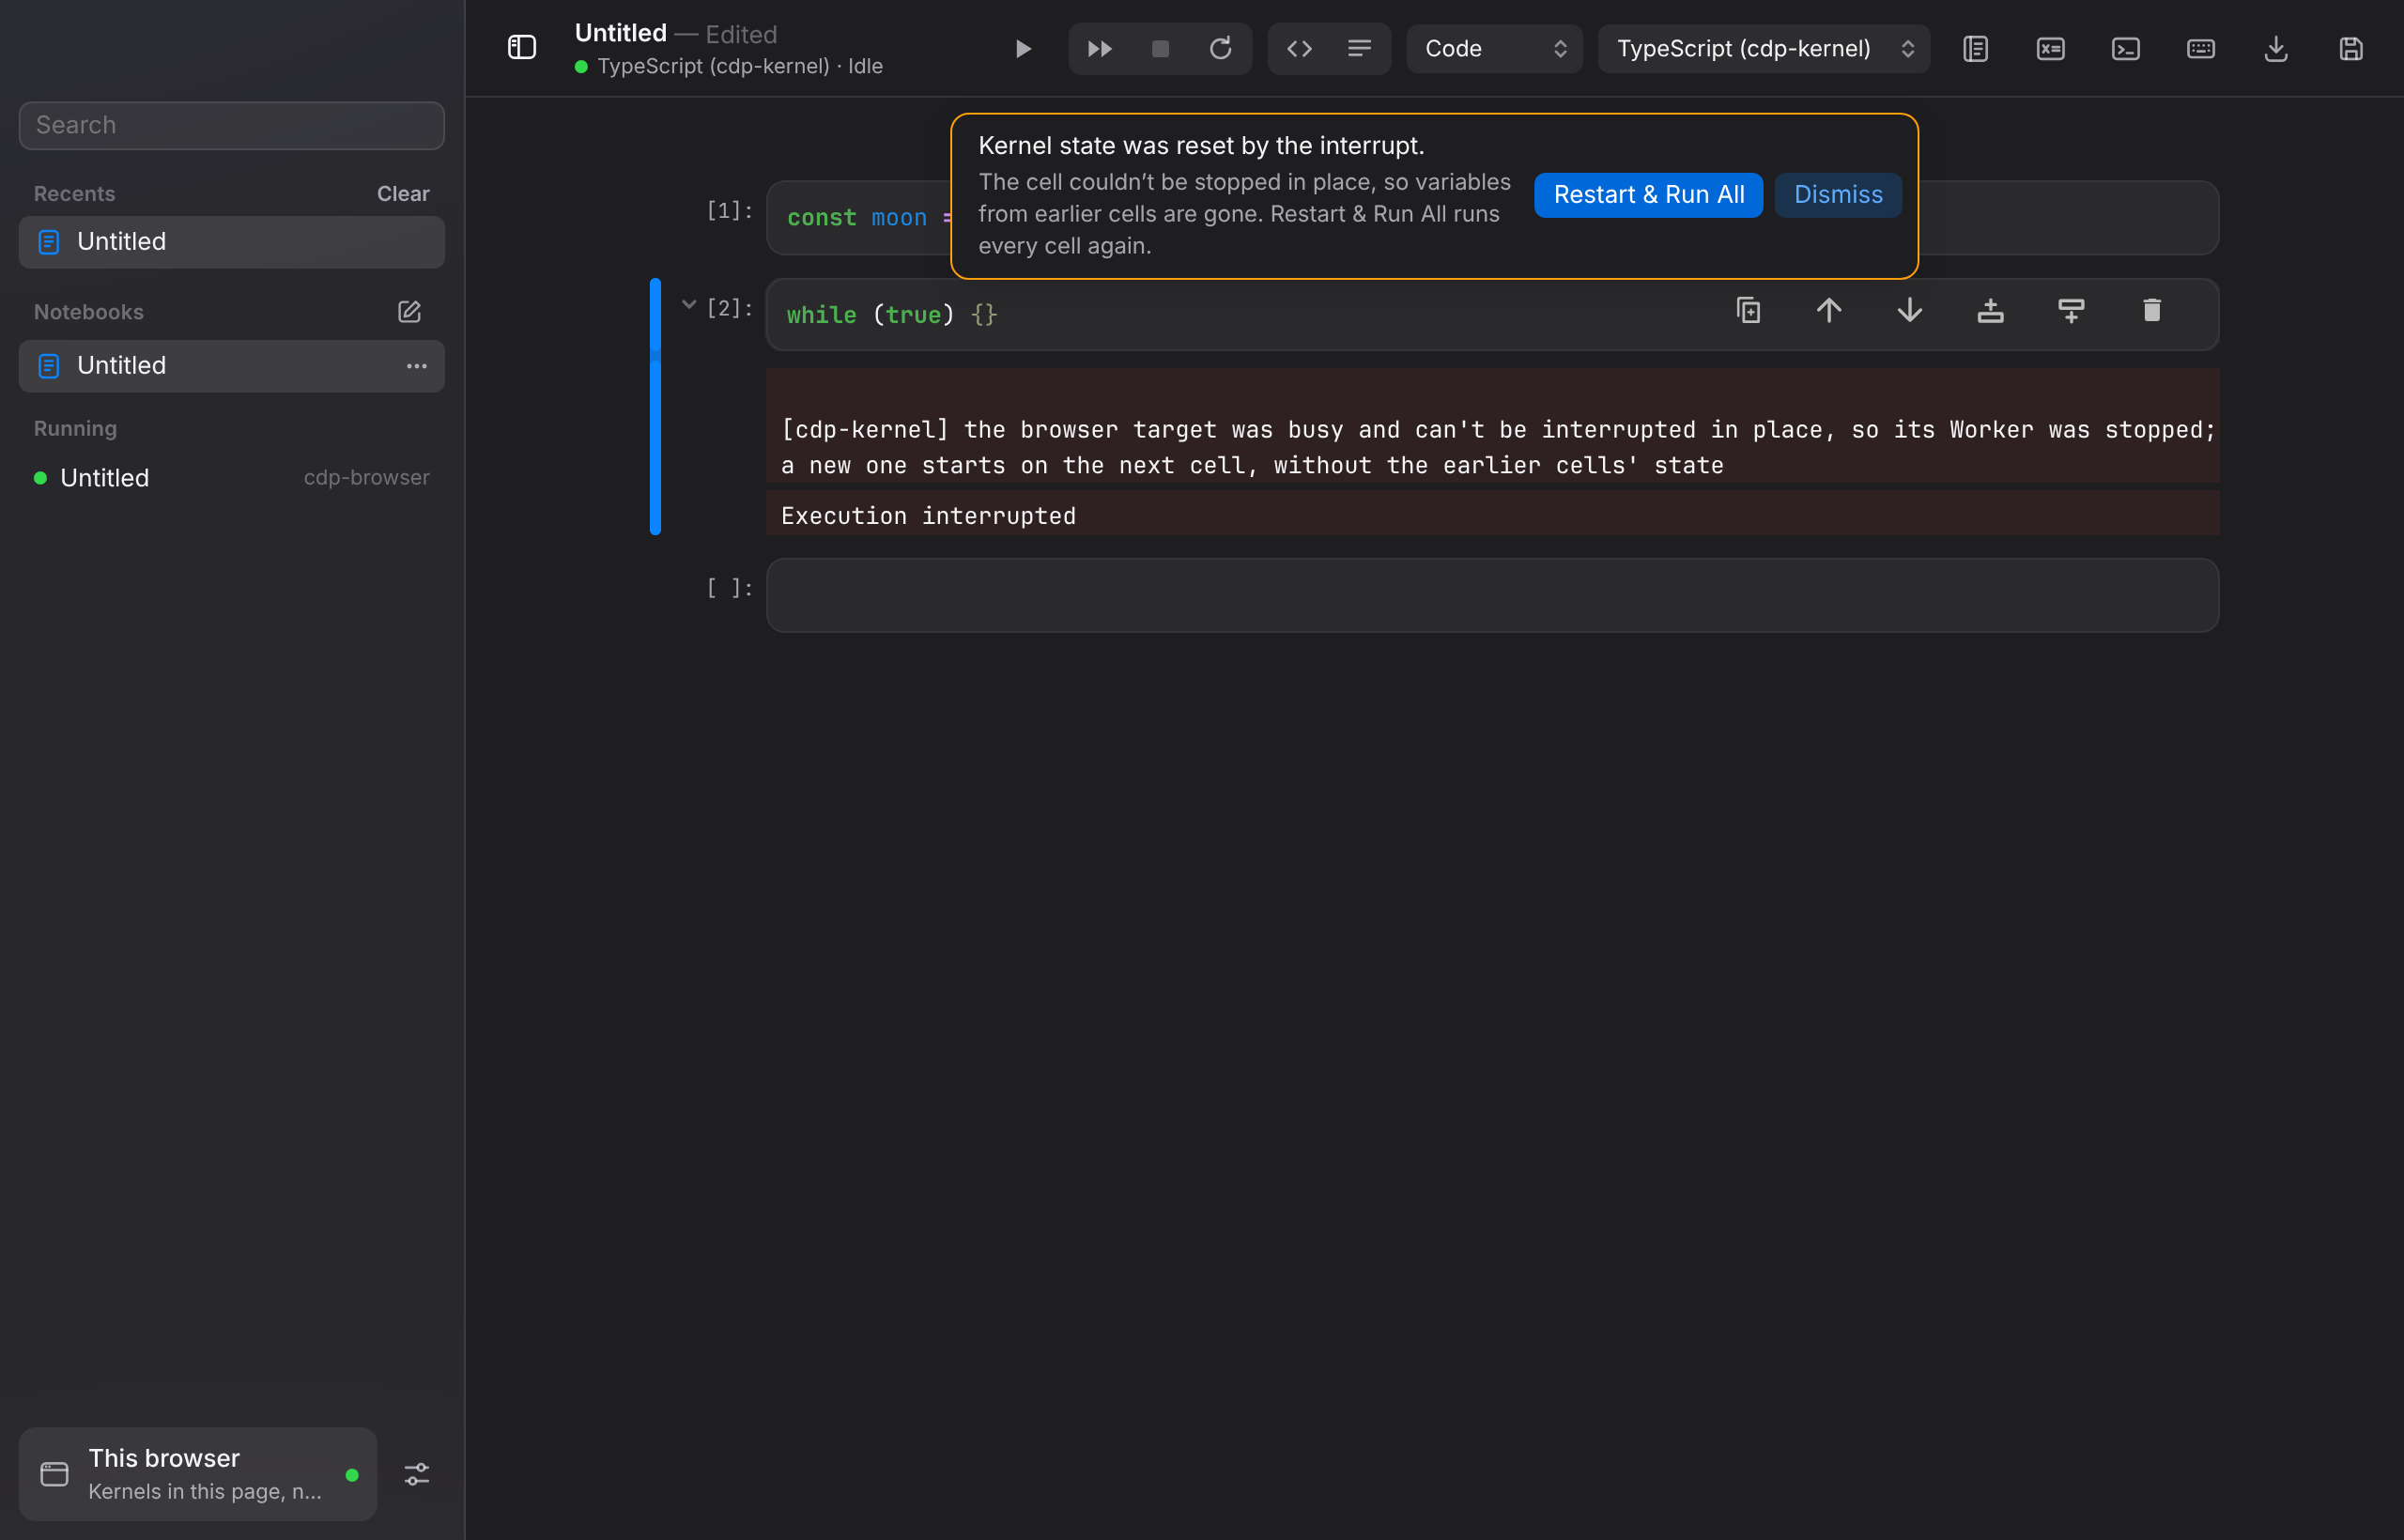 Untitled — Edited
TypeScript (cdp-kernel) · Idle
Code
TypeScript (cdp-kernel)
Search
Recents
Clear
Untitled
Notebooks
Untitled
Running
Untitled
cdp-browser
This browser
Kernels in this page, n...
Kernel state was reset by the interrupt.
The cell couldn’t be stopped in place, so variables
from earlier cells are gone. Restart & Run All runs
every cell again.
Restart & Run All
Dismiss
[1]:
const moon =
[2]:
while (true) {}
[cdp-kernel] the browser target was busy and can't be interrupted in place, so its Worker was stopped;
a new one starts on the next cell, without the earlier cells' state
Execution interrupted
[ ]: